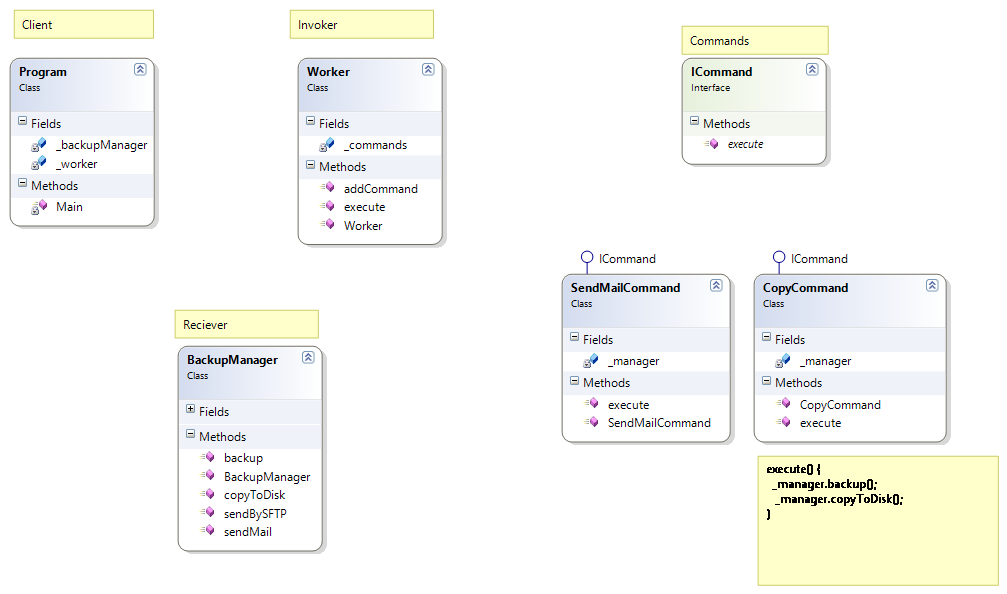 Client
Program
Class
Fields
_backupManager
_worker
Methods
Main
Invoker
Worker
Class
Fields
_commands
Methods
addCommand
execute
Worker
Commands
ICommand
Interface
Methods
execute
Reciever
BackupManager
Class
Fields
Methods
backup
BackupManager
copyToDisk
sendBySFTP
sendMail
ICommand
SendMailCommand
Class
Fields
_manager
Methods
execute
SendMailCommand
ICommand
CopyCommand
Class
Fields
_manager
Methods
CopyCommand
execute
execute() {
_manager.backup();
_manager.copyToDisk();
}